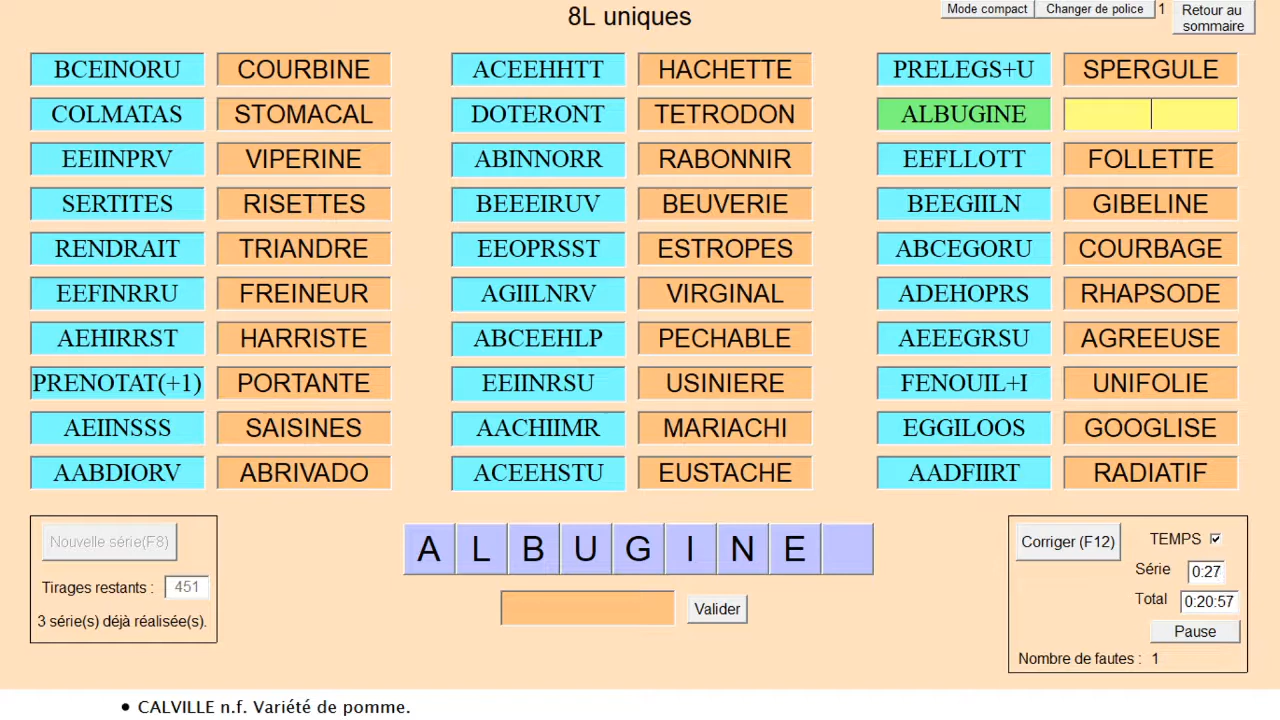 8L uniques
Mode compact Changer de police 1 Retour au sommaire
BCEINORU COURBINE ACEEHHTT HACHETTE PRELEGS+U SPERGULE
COLMATAS STOMACAL DOTERONT TETRODON ALBUGINE
EEIINPRV VIPERINE ABINNORR RABONNIR EEFLLOTT FOLLETTE
SERTITES RISETTES BEEEIRUV BEUVERIE BEEGIILN GIBELINE
RENDRAIT TRIANDRE EEOPRSST ESTROPES ABCEGORU COURBAGE
EEFINRRU FREINEUR AGIILNRV VIRGINAL ADEHOPRS RHAPSODE
AEHIRRST HARRISTE ABCEEHLP PECHABLE AEEEGRSU AGREEUSE
PRENOTAT(+1) PORTANTE EEIINRSU USINIERE FENOUIL+I UNIFOLIE
AEIINSSS SAISINES AACHIIMR MARIACHI EGGILOOS GOOGLISE
AABDIORV ABRIVADO ACEEHSTU EUSTACHE AADFIIRT RADIATIF
Nouvelle série(F8)
Tirages restants : 451
3 série(s) déjà réalisée(s).
A L B U G I N E
Valider
Corriger (F12) TEMPS
Série 0:27
Total 0:20:57
Pause
Nombre de fautes : 1
• CALVILLE n.f. Variété de pomme.